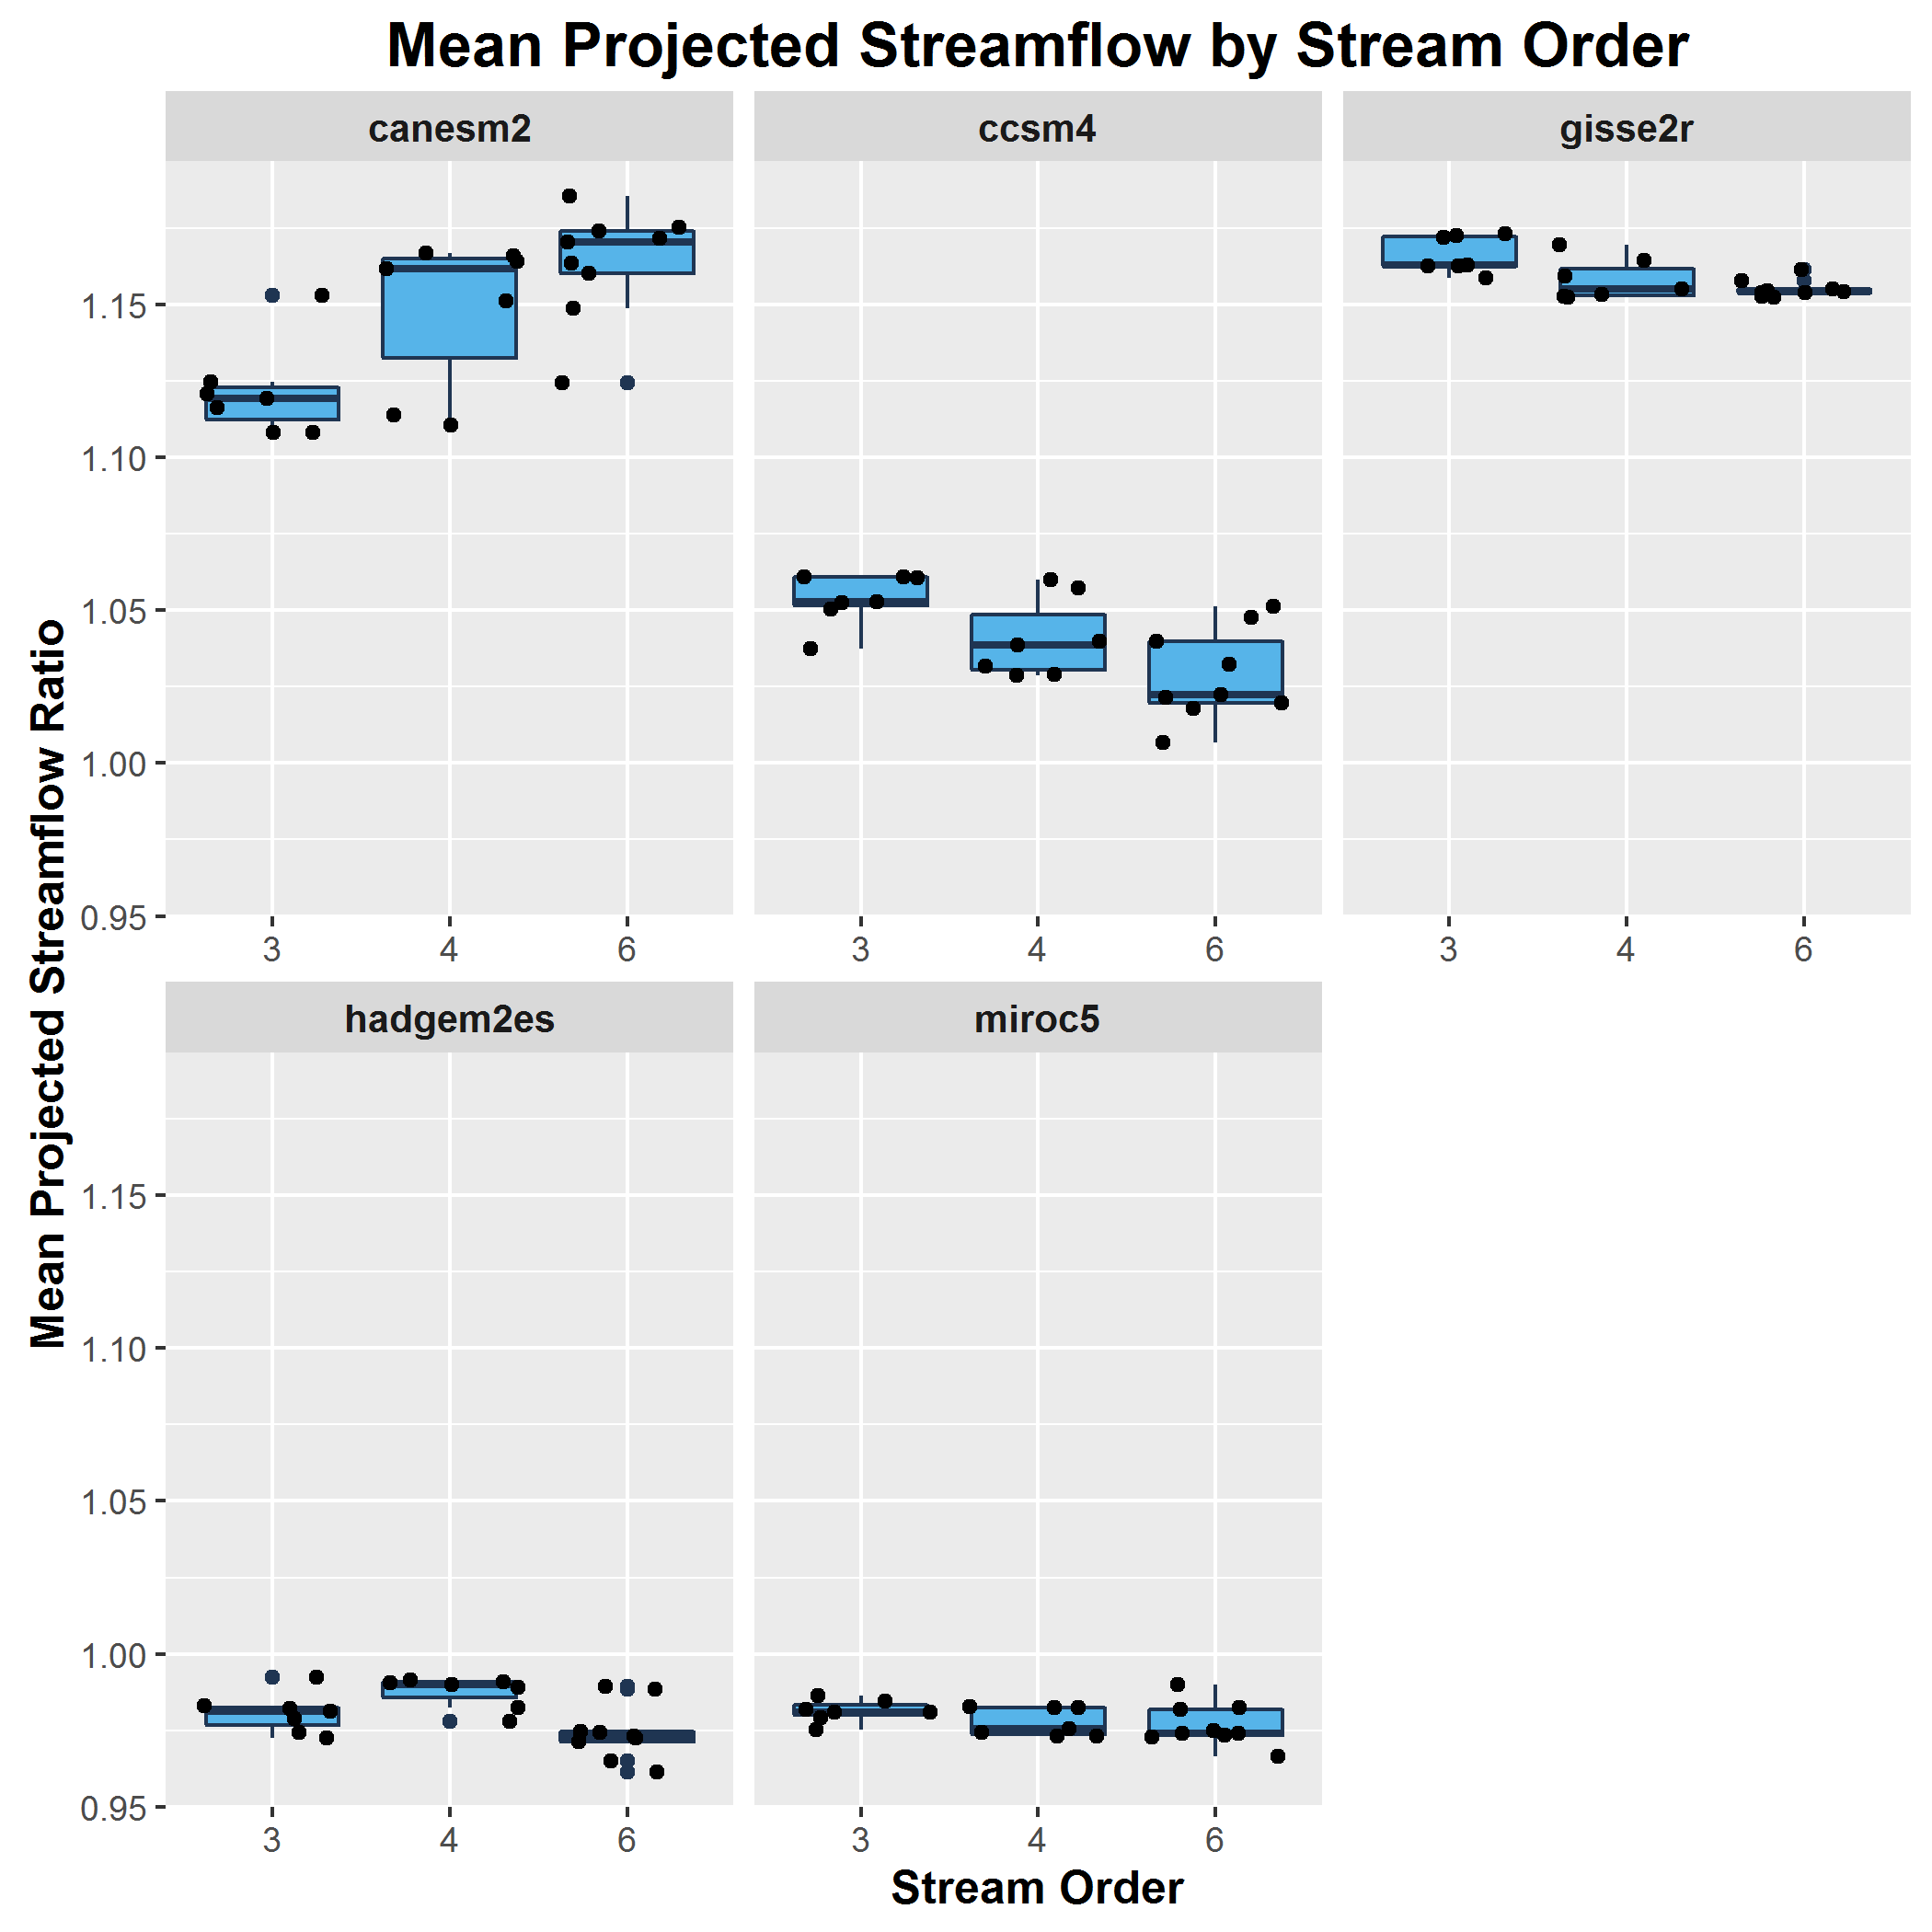 Mean Projected Streamflow by Stream Order
canesm2 ccsm4 gisse2r
1.15
1.10
1.05
1.00
0.95
3 4 6 3 4 6 3 4 6
Mean Projected Streamflow Ratio
hadgem2es miroc5
1.15
1.10
1.05
1.00
0.95
3 4 6 3 4 6
Stream Order